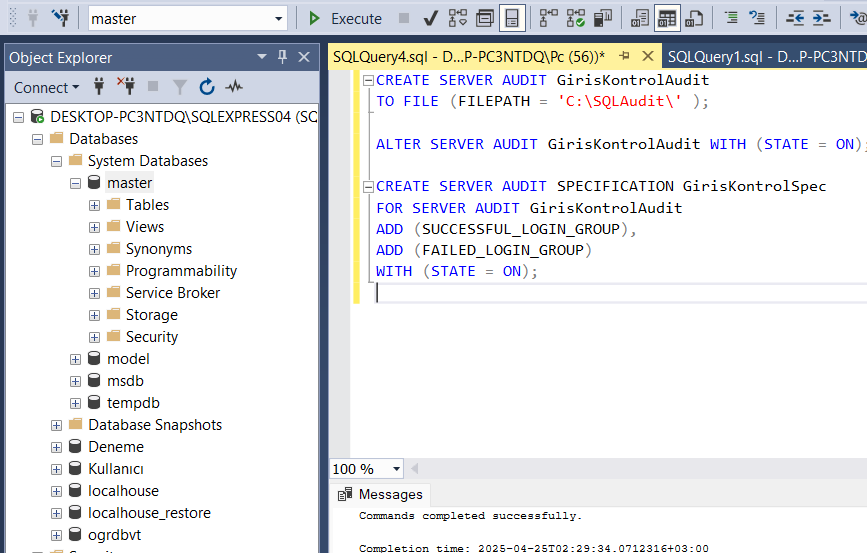 master
Execute
Object Explorer
Connect
DESKTOP-PC3NTDQ\SQLEXPRESS04 (SQ
Databases
System Databases
master
Tables
Views
Synonyms
Programmability
Service Broker
Storage
Security
model
msdb
tempdb
Database Snapshots
Deneme
Kullanıcı
localhouse
localhouse_restore
ogrdbvt
SQLQuery4.sql - D...P-PC3NTDQ\Pc (56))*
SQLQuery1.sql - D...P-PC3NTDQ
CREATE SERVER AUDIT GirisKontrolAudit
TO FILE (FILEPATH = 'C:\SQLAudit\' );
ALTER SERVER AUDIT GirisKontrolAudit WITH (STATE = ON);
CREATE SERVER AUDIT SPECIFICATION GirisKontrolSpec
FOR SERVER AUDIT GirisKontrolAudit
ADD (SUCCESSFUL_LOGIN_GROUP),
ADD (FAILED_LOGIN_GROUP)
WITH (STATE = ON);
100 %
Messages
Commands completed successfully.
Completion time: 2025-04-25T02:29:34.0712316+03:00